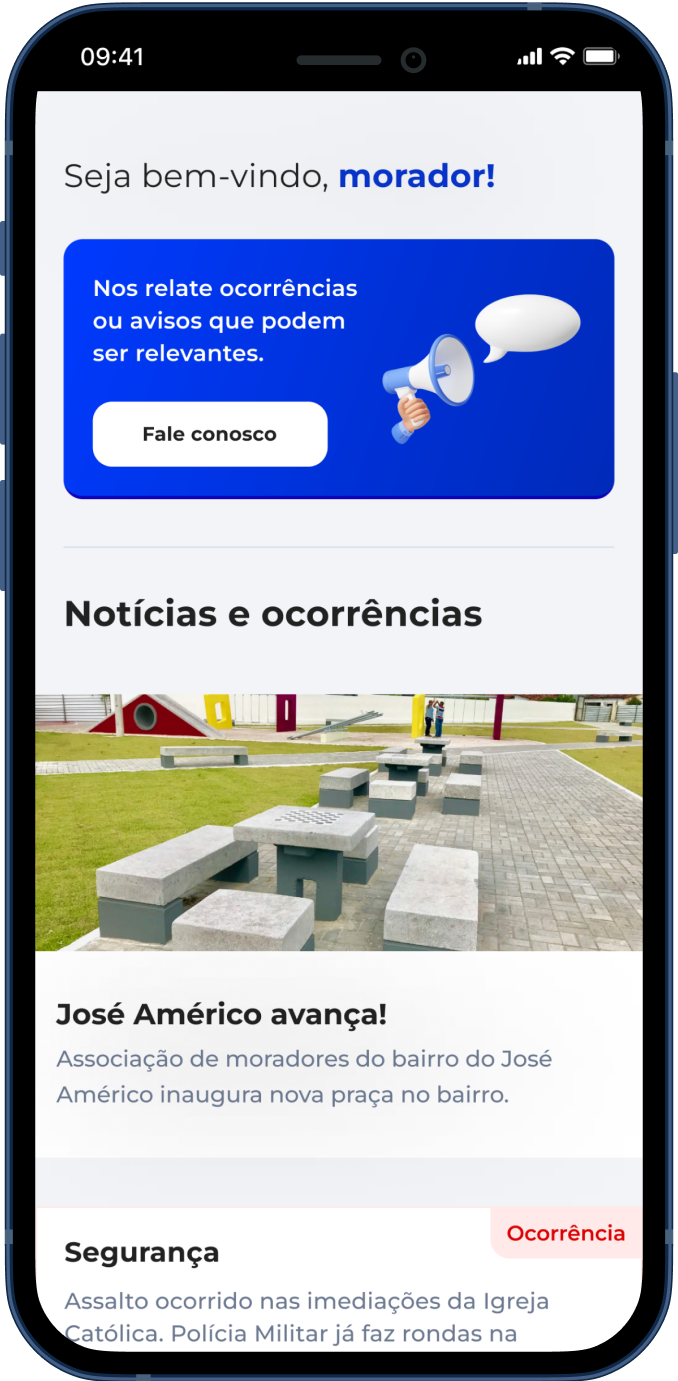 09:41
Seja bem-vindo, morador!
Nos relate ocorrências
ou avisos que podem
ser relevantes.
Fale conosco
Notícias e ocorrências
José Américo avança!
Associação de moradores do bairro do José
Américo inaugura nova praça no bairro.
Ocorrência
Segurança
Assalto ocorrido nas imediações da Igreja
Católica. Polícia Militar já faz rondas na